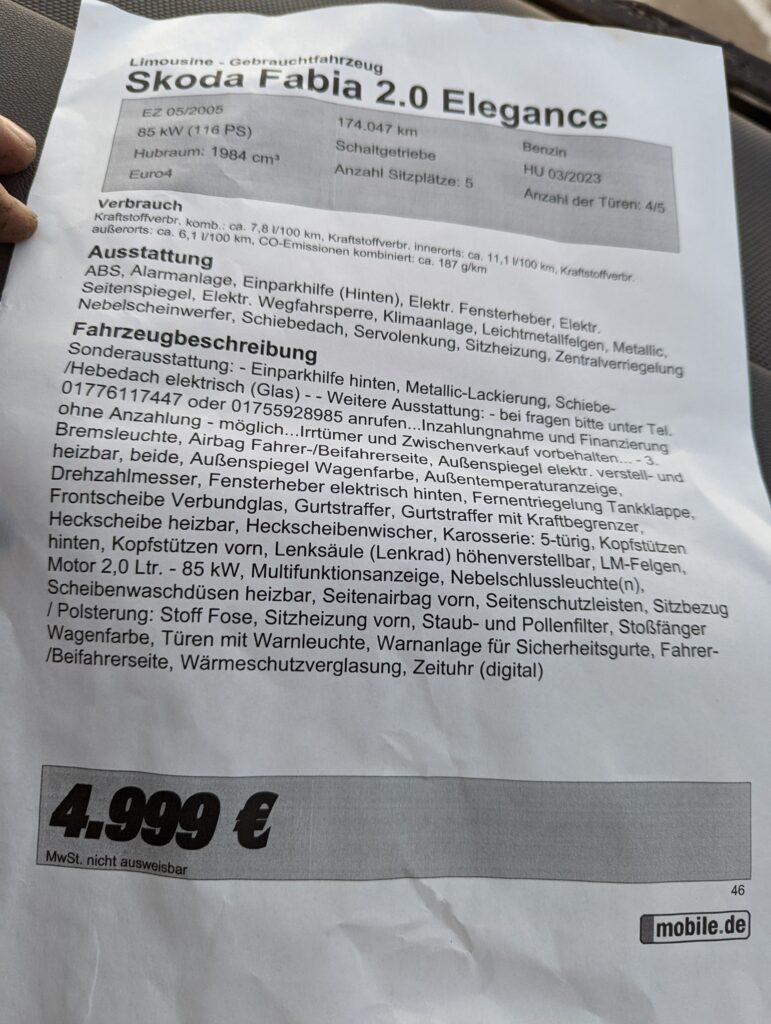 Limousine - Gebrauchtfahrzeug
Skoda Fabia 2.0 Elegance
EZ 05/2005 174.047 km Benzin
85 kW (116 PS) Schaltgetriebe HU 03/2023
Hubraum: 1984 cm³ Anzahl Sitzplätze: 5 Anzahl der Türen: 4/5
Euro4
Verbrauch
Kraftstoffverbr. komb.: ca. 7,8 l/100 km, Kraftstoffverbr. innerorts: ca. 11,1 l/100 km, Kraftstoffverbr.
außerorts: ca. 6,1 l/100 km, CO-Emissionen kombiniert: ca. 187 g/km
Ausstattung
ABS, Alarmanlage, Einparkhilfe (Hinten), Elektr. Fensterheber, Elektr.
Seitenspiegel, Elektr. Wegfahrsperre, Klimaanlage, Leichtmetallfelgen, Metallic,
Nebelscheinwerfer, Schiebedach, Servolenkung, Sitzheizung, Zentralverriegelung
Fahrzeugbeschreibung
Sonderausstattung: - Einparkhilfe hinten, Metallic-Lackierung, Schiebe-
/Hebedach elektrisch (Glas) - - Weitere Ausstattung: - bei fragen bitte unter Tel.
01776117447 oder 01755928985 anrufen...Inzahlungnahme und Finanzierung
ohne Anzahlung - möglich...Irrtümer und Zwischenverkauf vorbehalten... - 3.
Bremsleuchte, Airbag Fahrer-/Beifahrerseite, Außenspiegel elektr. verstell- und
heizbar, beide, Außenspiegel Wagenfarbe, Außentemperaturanzeige,
Drehzahlmesser, Fensterheber elektrisch hinten, Fernentriegelung Tankklappe,
Frontscheibe Verbundglas, Gurtstraffer, Gurtstraffer mit Kraftbegrenzer,
Heckscheibe heizbar, Heckscheibenwischer, Karosserie: 5-türig, Kopfstützen
hinten, Kopfstützen vorn, Lenksäule (Lenkrad) höhenverstellbar, LM-Felgen,
Motor 2,0 Ltr. - 85 kW, Multifunktionsanzeige, Nebelschlussleuchte(n),
Scheibenwaschdüsen heizbar, Seitenairbag vorn, Seitenschutzleisten, Sitzbezug
/ Polsterung: Stoff Fose, Sitzheizung vorn, Staub- und Pollenfilter, Stoßfänger
Wagenfarbe, Türen mit Warnleuchte, Warnanlage für Sicherheitsgurte, Fahrer-
/Beifahrerseite, Wärmeschutzverglasung, Zeituhr (digital)
4.999 €
MwSt. nicht ausweisbar
46
mobile.de